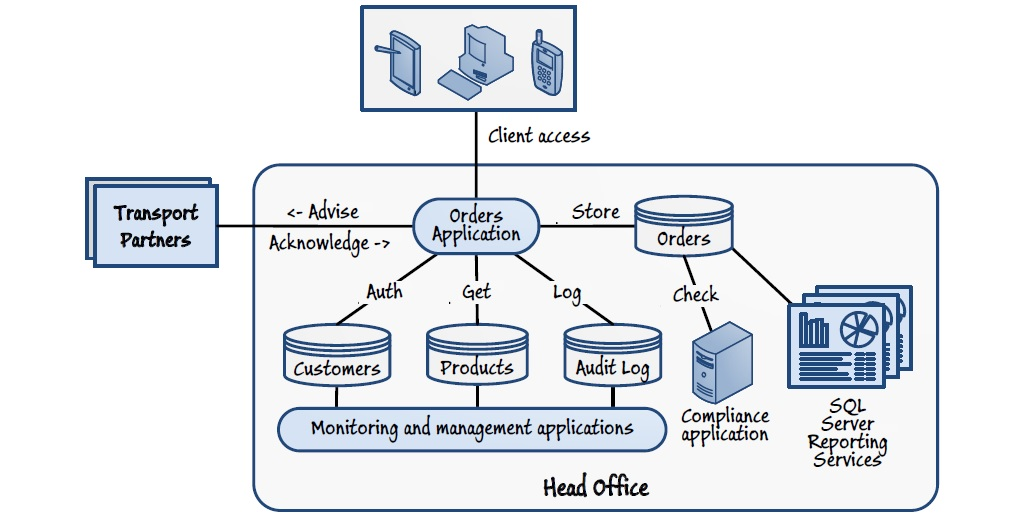 Client access
Transport
Partners
<- Advise
Acknowledge ->
Orders
Application
Store
Orders
Auth
Get
Log
Check
Customers
Products
Audit Log
Compliance
application
SQL
Server
Reporting
Services
Monitoring and management applications
Head Office